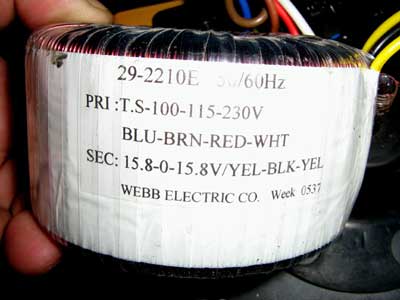 29-2210E 50/60Hz
PRI :T.S-100-115-230V
BLU-BRN-RED-WHT
SEC: 15.8-0-15.8V/YEL-BLK-YEL
WEBB ELECTRIC CO. Week 0537